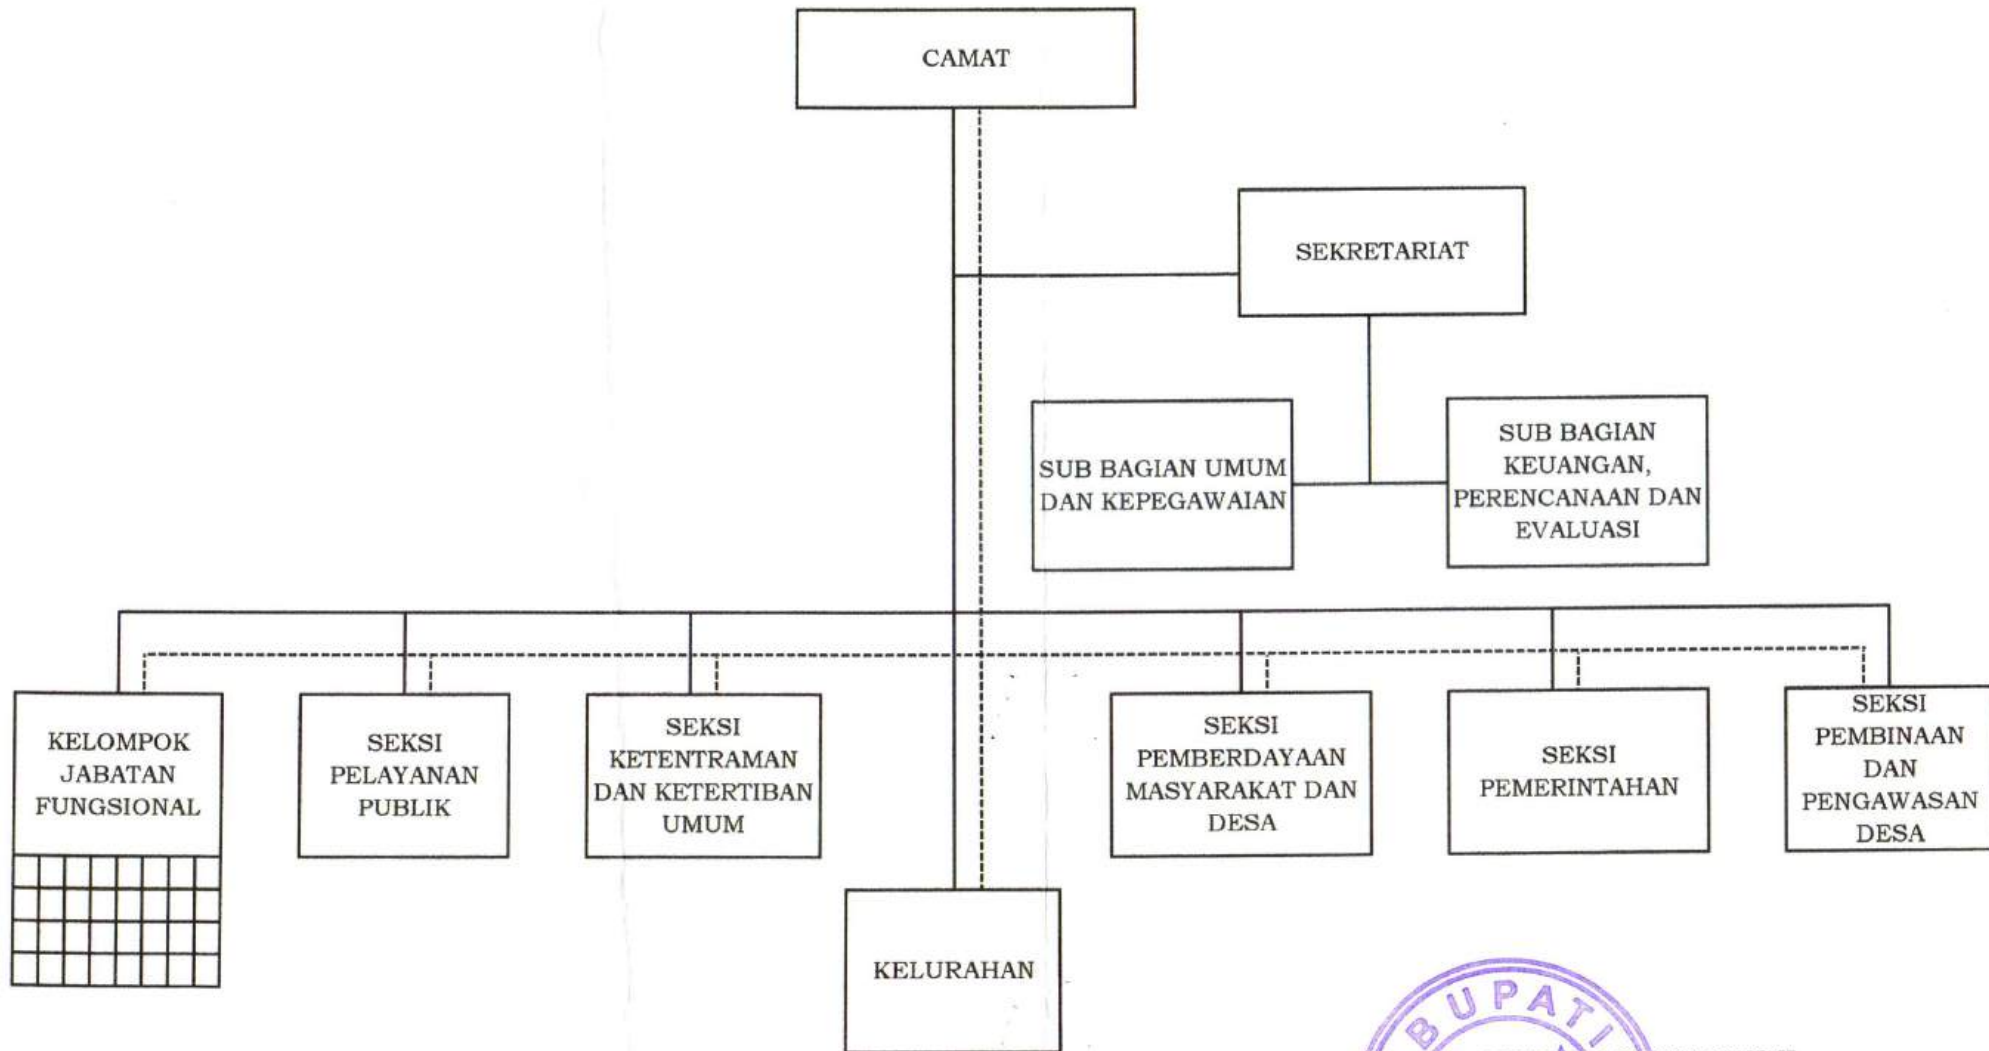 CAMAT
SEKRETARIAT
SUB BAGIAN UMUM
DAN KEPEGAWAIAN
SUB BAGIAN
KEUANGAN,
PERENCANAAN DAN
EVALUASI
KELOMPOK
JABATAN
FUNGSIONAL
SEKSI
PELAYANAN
PUBLIK
SEKSI
KETENTRAMAN
DAN KETERTIBAN
UMUM
SEKSI
PEMBERDAYAAN
MASYARAKAT DAN
DESA
SEKSI
PEMERINTAHAN
SEKSI
PEMBINAAN
DAN
PENGAWASAN
DESA
KELURAHAN
BUPATI